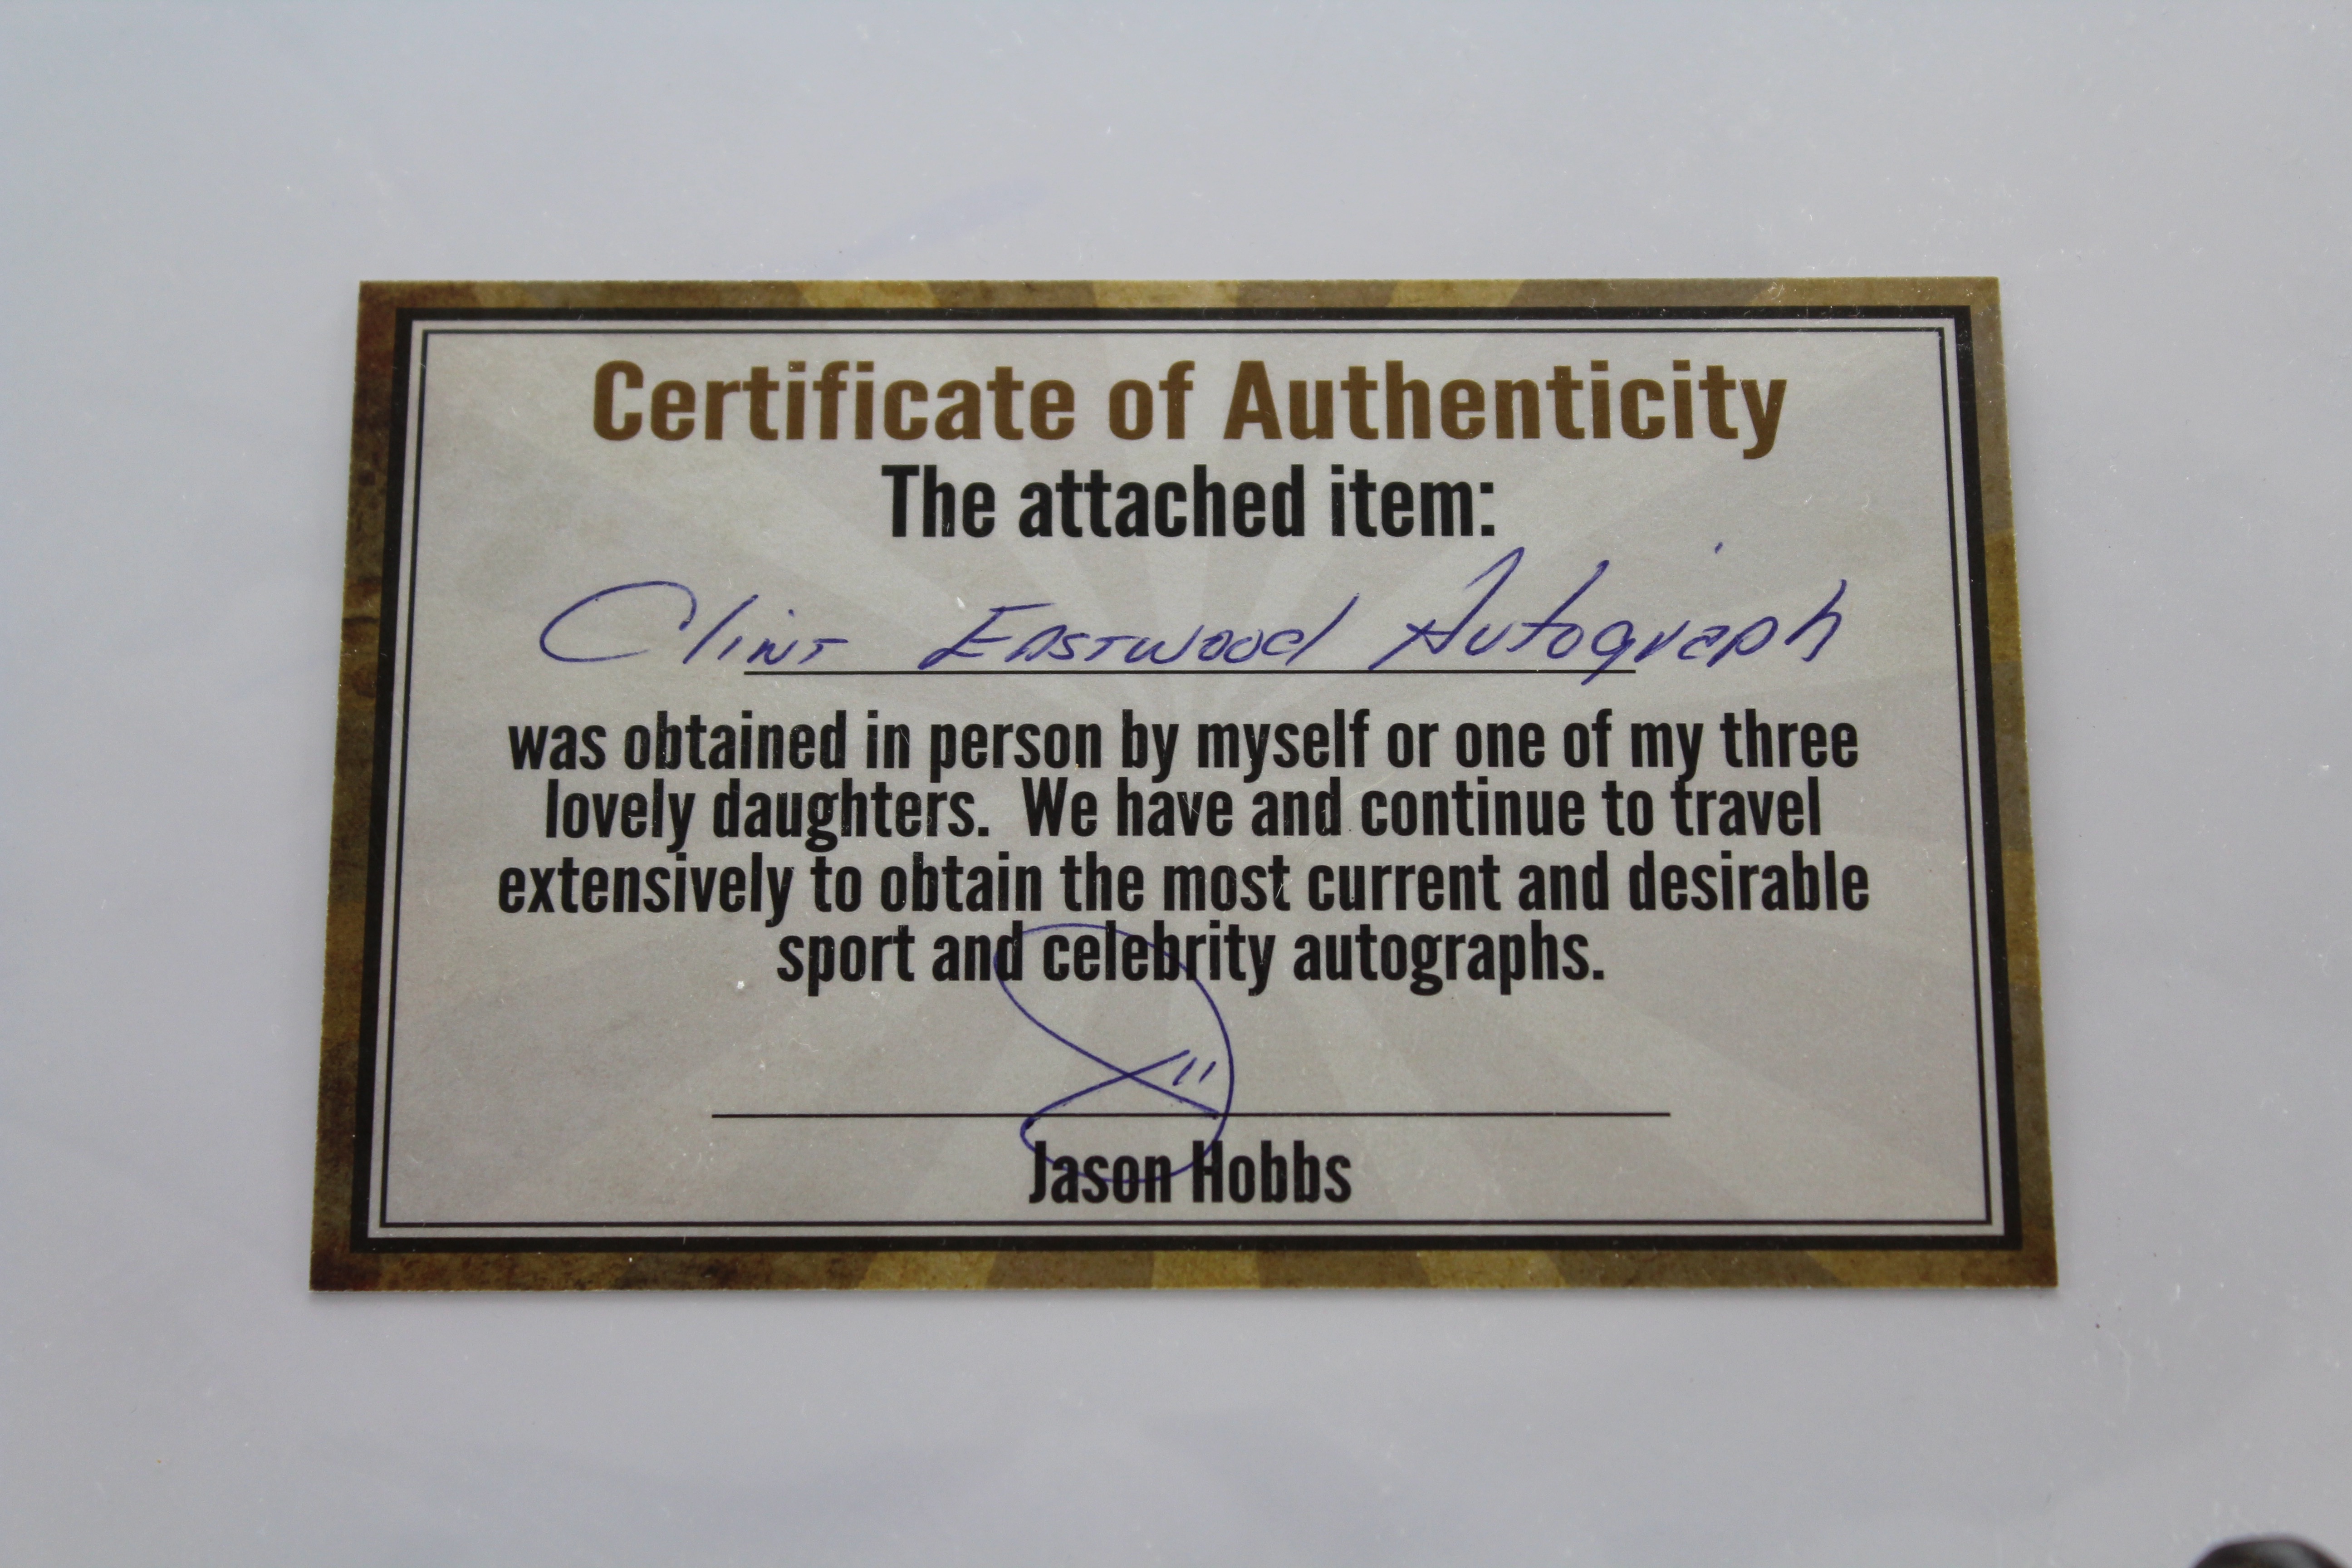 Certificate of Authenticity
The attached item:
Clint Eastwood Autograph
was obtained in person by myself or one of my three
lovely daughters. We have and continue to travel
extensively to obtain the most current and desirable
sport and celebrity autographs.
Jason Hobbs